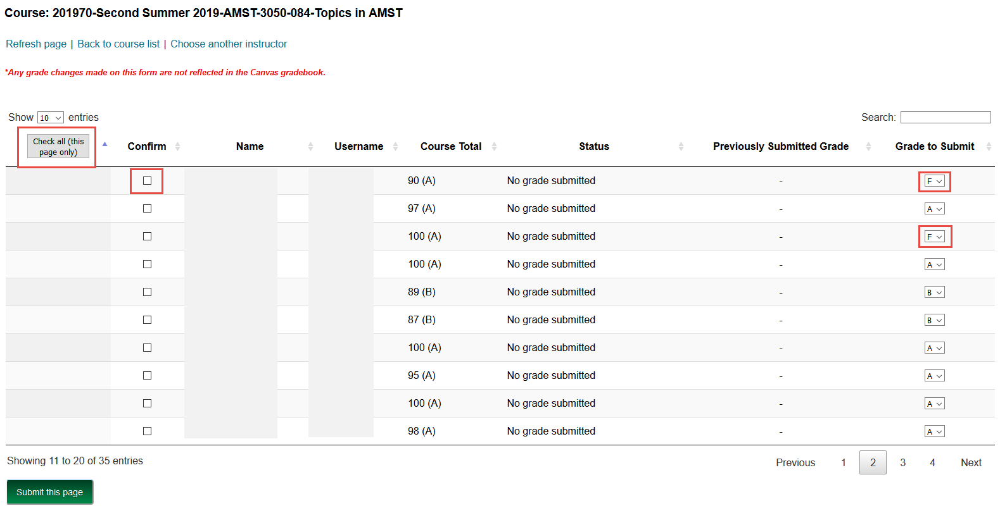 Course: 201970-Second Summer 2019-AMST-3050-084-Topics in AMST
Refresh page | Back to course list | Choose another instructor
*Any grade changes made on this form are not reflected in the Canvas gradebook.
Show 10 entries Search:
Check all (this page only) Confirm Name Username Course Total Status Previously Submitted Grade Grade to Submit
90 (A) No grade submitted - F
97 (A) No grade submitted - A
100 (A) No grade submitted - F
100 (A) No grade submitted - A
89 (B) No grade submitted - B
87 (B) No grade submitted - B
100 (A) No grade submitted - A
95 (A) No grade submitted - A
100 (A) No grade submitted - A
98 (A) No grade submitted - A
Showing 11 to 20 of 35 entries Previous 1 2 3 4 Next
Submit this page